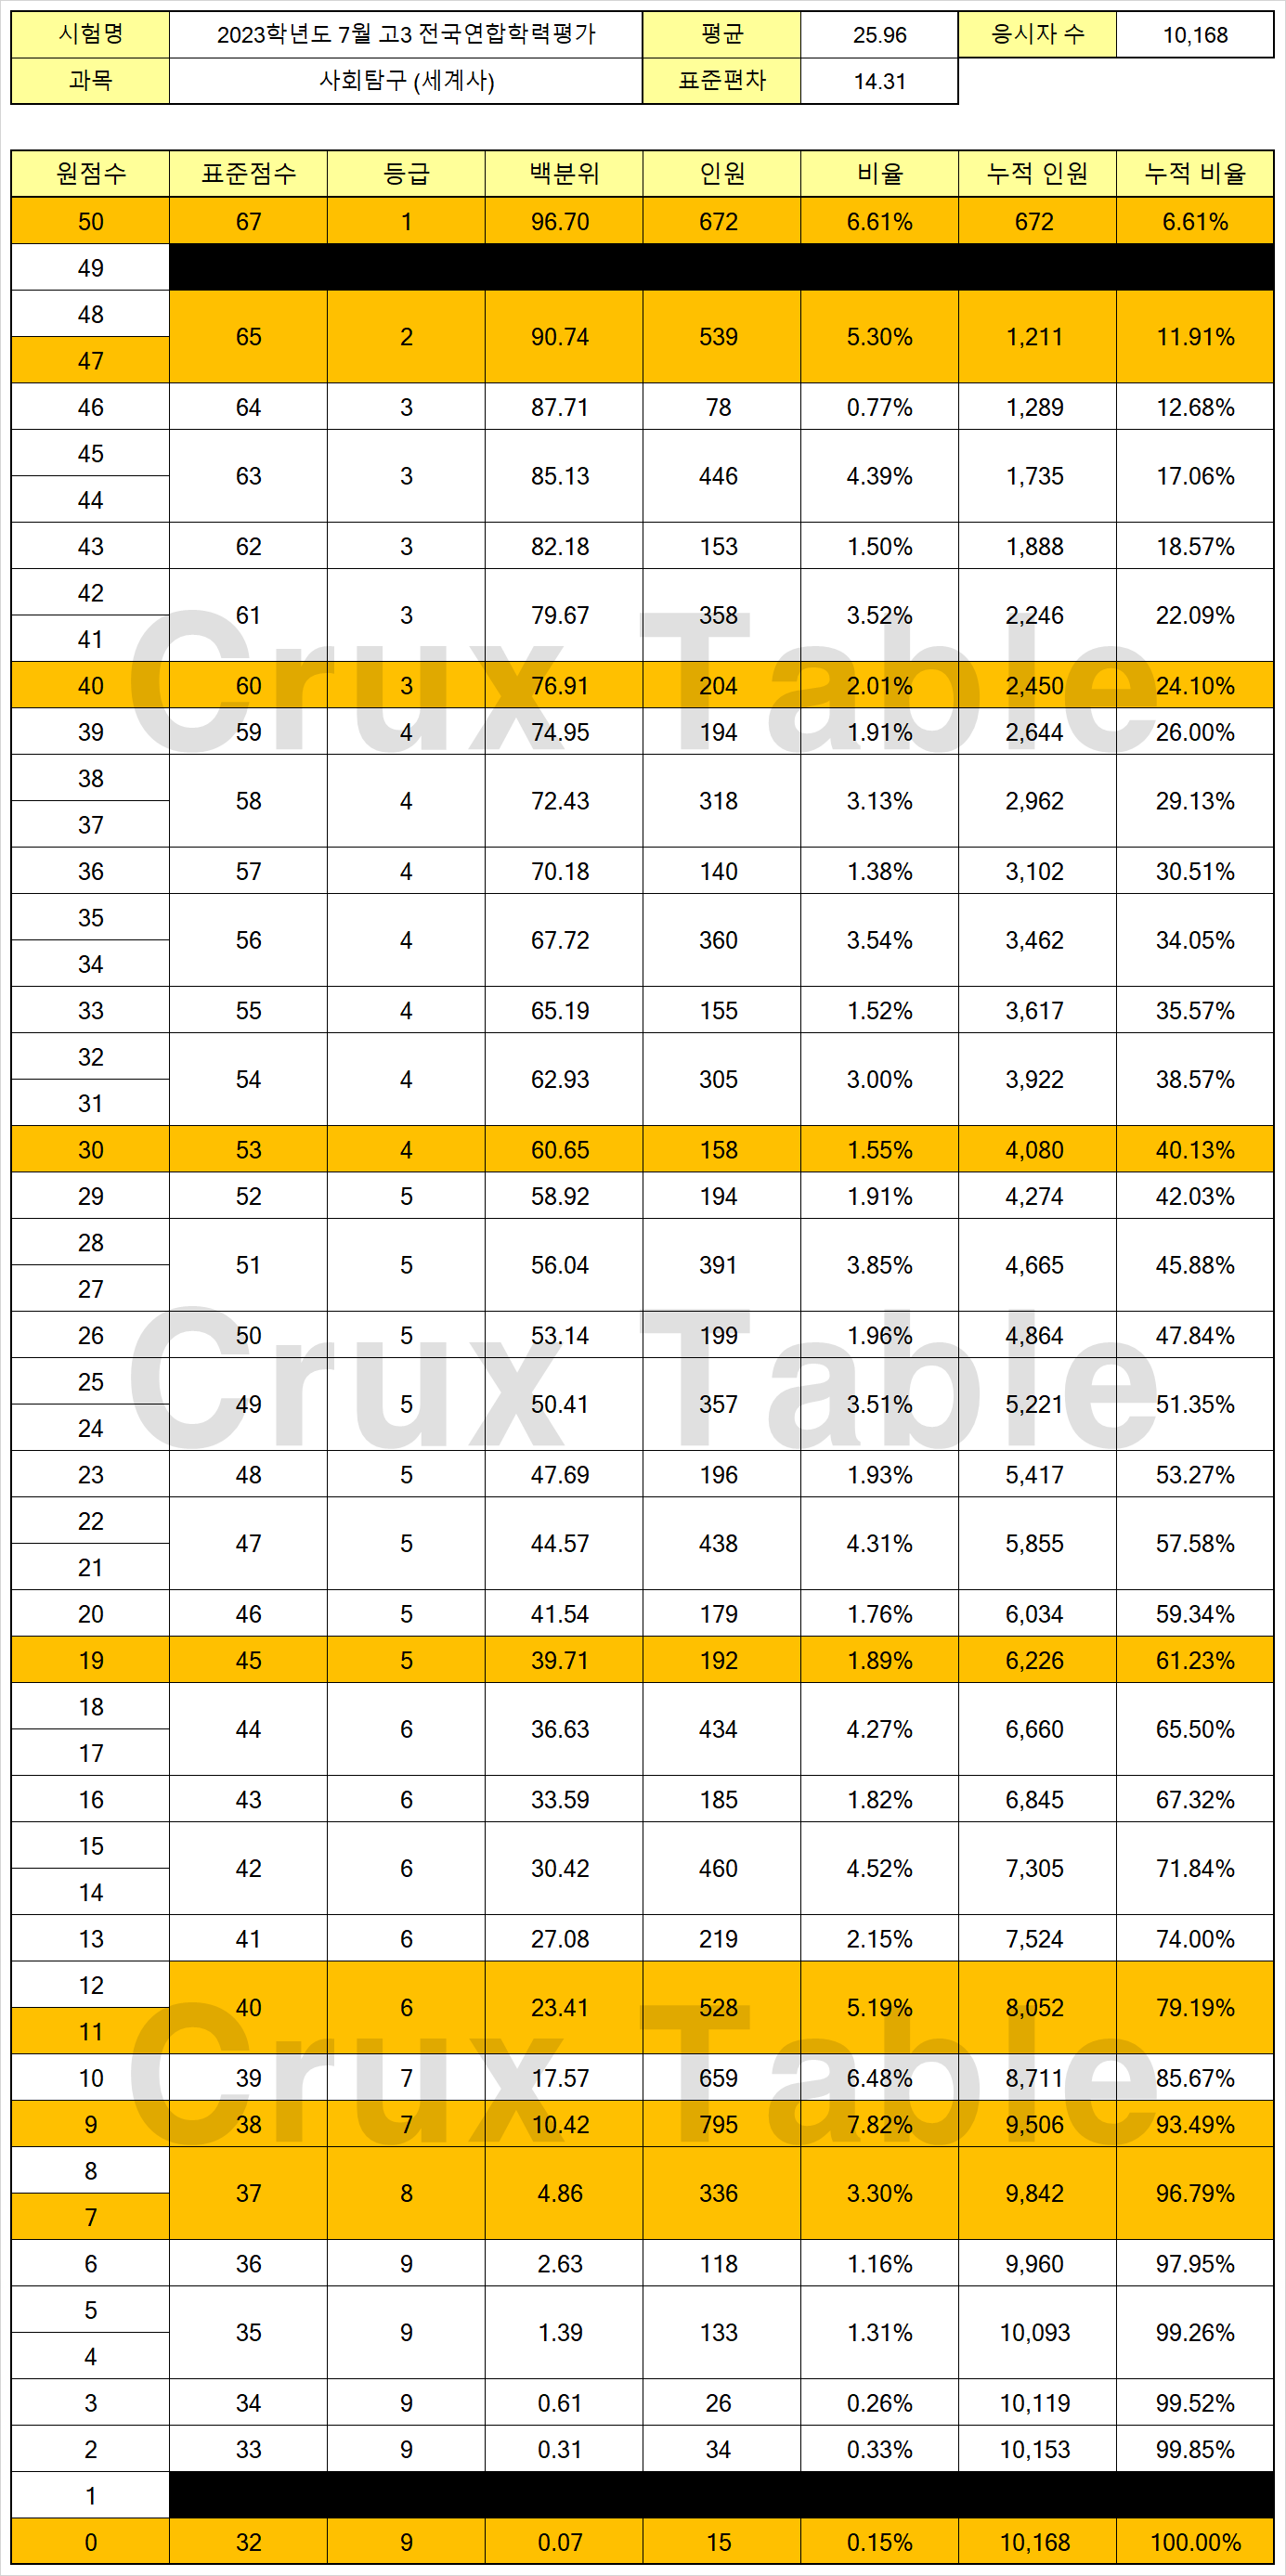 시험명 2023학년도 7월 고3 전국연합학력평가 평균 25.96 응시자 수 10,168
과목 사회탐구 (세계사) 표준편차 14.31
원점수 표준점수 등급 백분위 인원 비율 누적 인원 누적 비율
50 67 1 96.70 672 6.61% 672 6.61%
49
48
65 2 90.74 539 5.30% 1,211 11.91%
47
46 64 3 87.71 78 0.77% 1,289 12.68%
45
63 3 85.13 446 4.39% 1,735 17.06%
44
43 62 3 82.18 153 1.50% 1,888 18.57%
42
61 3 79.67 358 3.52% 2,246 22.09%
41
Crux Table
40 60 3 76.91 204 2.01% 2,450 24.10%
39 59 4 74.95 194 1.91% 2,644 26.00%
38
58 4 72.43 318 3.13% 2,962 29.13%
37
36 57 4 70.18 140 1.38% 3,102 30.51%
35
56 4 67.72 360 3.54% 3,462 34.05%
34
33 55 4 65.19 155 1.52% 3,617 35.57%
32
54 4 62.93 305 3.00% 3,922 38.57%
31
30 53 4 60.65 158 1.55% 4,080 40.13%
29 52 5 58.92 194 1.91% 4,274 42.03%
28
51 5 56.04 391 3.85% 4,665 45.88%
27
26 50 5 53.14 199 1.96% 4,864 47.84%
Crux Table
25
49 5 50.41 357 3.51% 5,221 51.35%
24
23 48 5 47.69 196 1.93% 5,417 53.27%
22
47 5 44.57 438 4.31% 5,855 57.58%
21
20 46 5 41.54 179 1.76% 6,034 59.34%
19 45 5 39.71 192 1.89% 6,226 61.23%
18
44 6 36.63 434 4.27% 6,660 65.50%
17
16 43 6 33.59 185 1.82% 6,845 67.32%
15
42 6 30.42 460 4.52% 7,305 71.84%
14
13 41 6 27.08 219 2.15% 7,524 74.00%
12
40 6 23.41 528 5.19% 8,052 79.19%
11
Crux Table
10 39 7 17.57 659 6.48% 8,711 85.67%
9 38 7 10.42 795 7.82% 9,506 93.49%
8
37 8 4.86 336 3.30% 9,842 96.79%
7
6 36 9 2.63 118 1.16% 9,960 97.95%
5
35 9 1.39 133 1.31% 10,093 99.26%
4
3 34 9 0.61 26 0.26% 10,119 99.52%
2 33 9 0.31 34 0.33% 10,153 99.85%
1
0 32 9 0.07 15 0.15% 10,168 100.00%